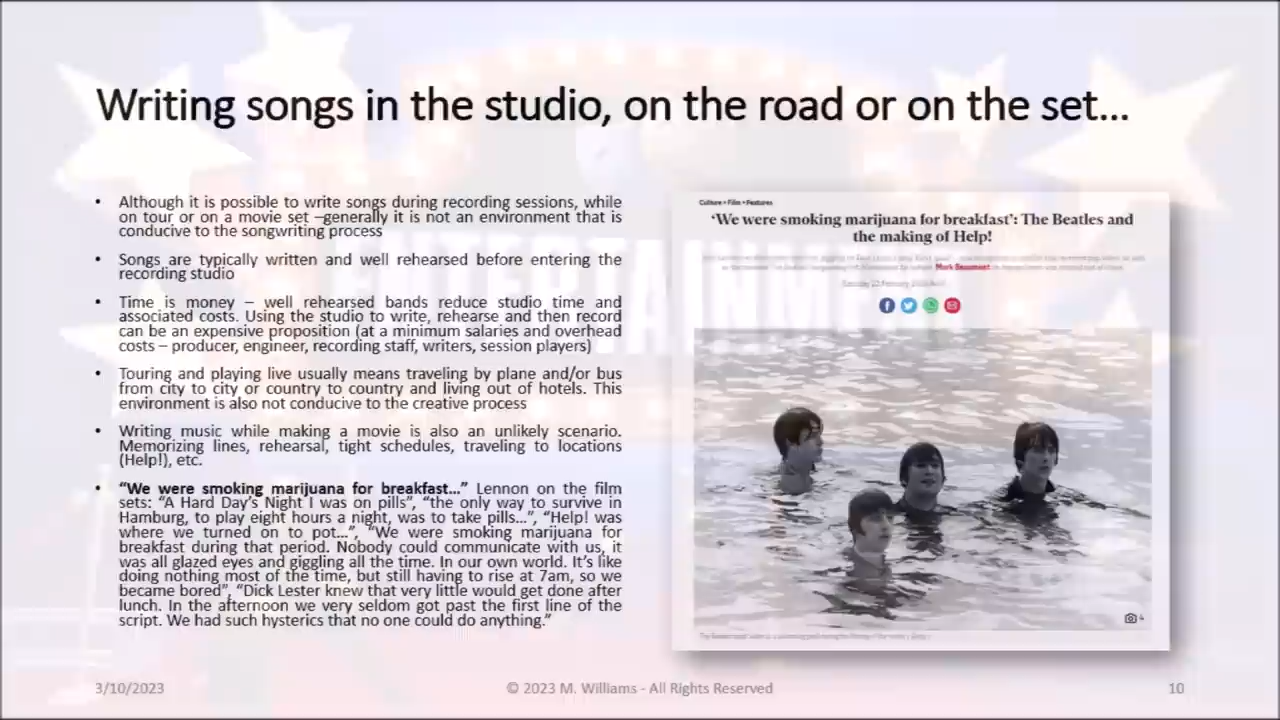 Writing songs in the studio, on the road or on the set...
• Although it is possible to write songs during recording sessions, while
on tour or on a movie set –generally it is not an environment that is
conducive to the songwriting process
• Songs are typically written and well rehearsed before entering the
recording studio
• Time is money – well rehearsed bands reduce studio time and
associated costs. Using the studio to write, rehearse and then record
can be an expensive proposition (at a minimum salaries and overhead
costs – producer, engineer, recording staff, writers, session players)
• Touring and playing live usually means traveling by plane and/or bus
from city to city or country to country and living out of hotels. This
environment is also not conducive to the creative process
• Writing music while making a movie is also an unlikely scenario.
Memorizing lines, rehearsal, tight schedules, traveling to locations
(Help!), etc.
• “We were smoking marijuana for breakfast...” Lennon on the film
sets: “A Hard Day’s Night I was on pills”, “the only way to survive in
Hamburg, to play eight hours a night, was to take pills...”, “Help! was
where we turned on to pot...”, “We were smoking marijuana for
breakfast during that period. Nobody could communicate with us, it
was all glazed eyes and giggling all the time. In our own world. It’s like
doing nothing most of the time, but still having to rise at 7am, so we
became bored”, “Dick Lester knew that very little would get done after
lunch. In the afternoon we very seldom got past the first line of the
script. We had such hysterics that no one could do anything.”
Culture • Film • Features
‘We were smoking marijuana for breakfast’: The Beatles and
the making of Help!
Mark Beaumont
ENTERTAINMENT
3/10/2023
© 2023 M. Williams - All Rights Reserved
10